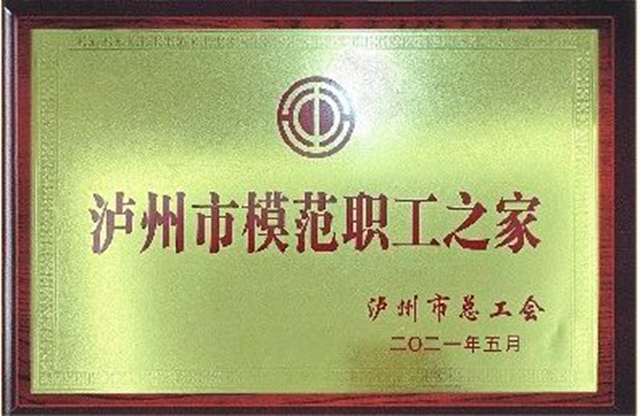 泸州市模范职工之家
泸州市总工会
二〇二一年五月